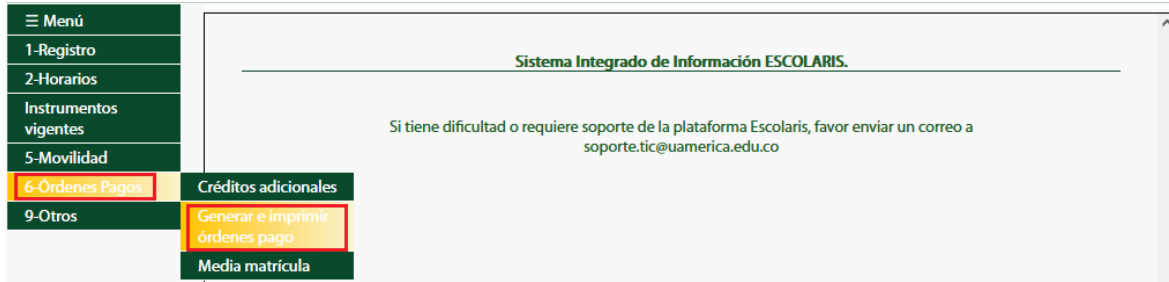 ☰ Menú
1-Registro
2-Horarios
Instrumentos
vigentes
5-Movilidad
6-Órdenes Pagos
9-Otros
Créditos adicionales
Generar e imprimir
órdenes pago
Media matrícula
Sistema Integrado de Información ESCOLARIS.
Si tiene dificultad o requiere soporte de la plataforma Escolaris, favor enviar un correo a
soporte.tic@uamerica.edu.co